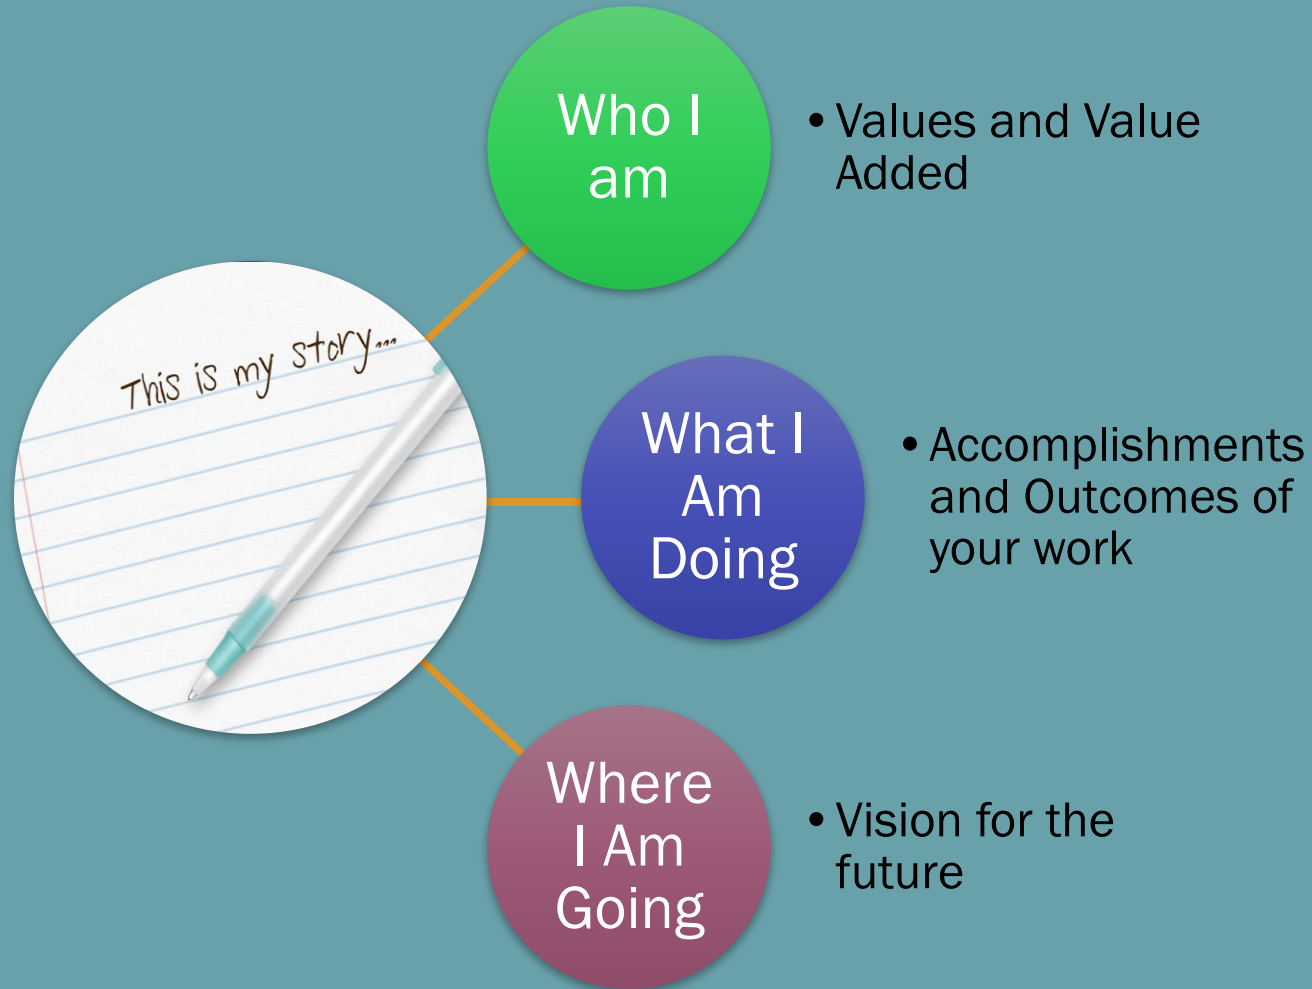 This is my story...
Who I
am
• Values and Value
Added
What I
Am
Doing
• Accomplishments
and Outcomes of
your work
Where
I Am
Going
• Vision for the
future